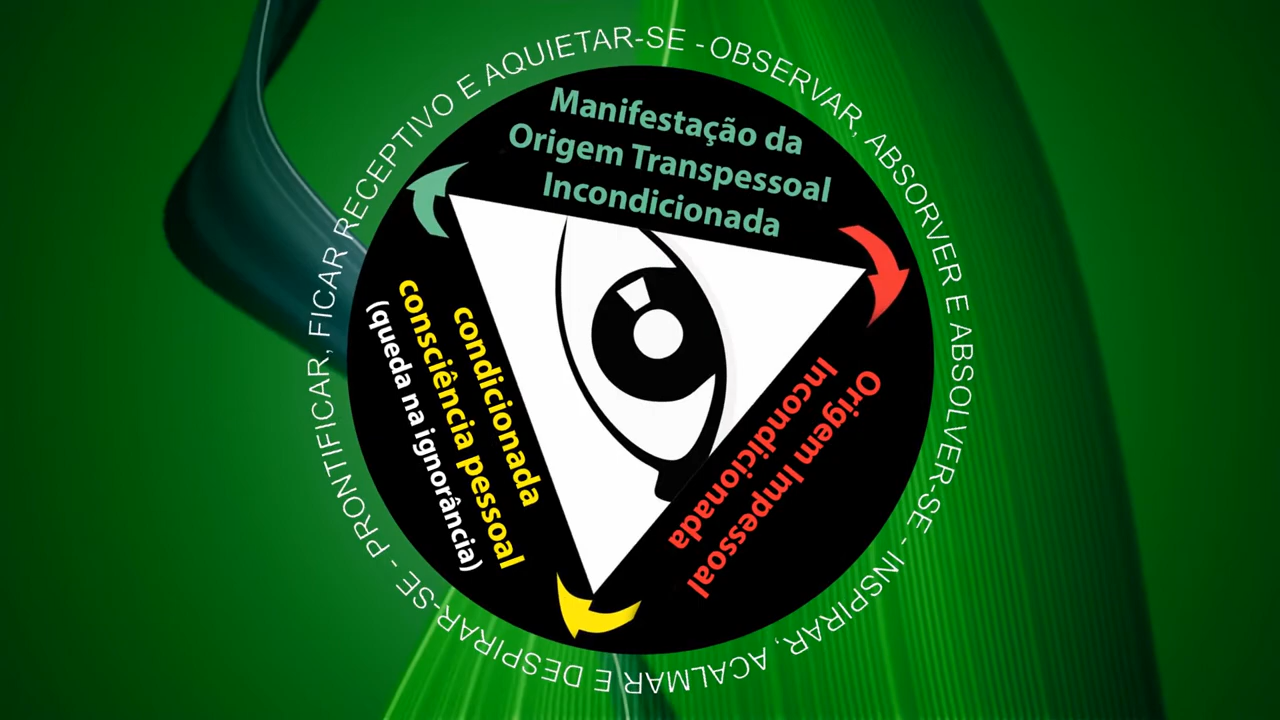 PRONTIFICAR, FICAR RECEPTIVO E AQUIETAR-SE - OBSERVAR, ABSORVER E ABSOLVER-SE - INSPIRAR, ACALMAR E DESPIRAR-SE -
Manifestação da
Origem Transpessoal
Incondicionada
Origem Impessoal
Incondicionada
condicionada
consciência pessoal
(queda na ignorância)